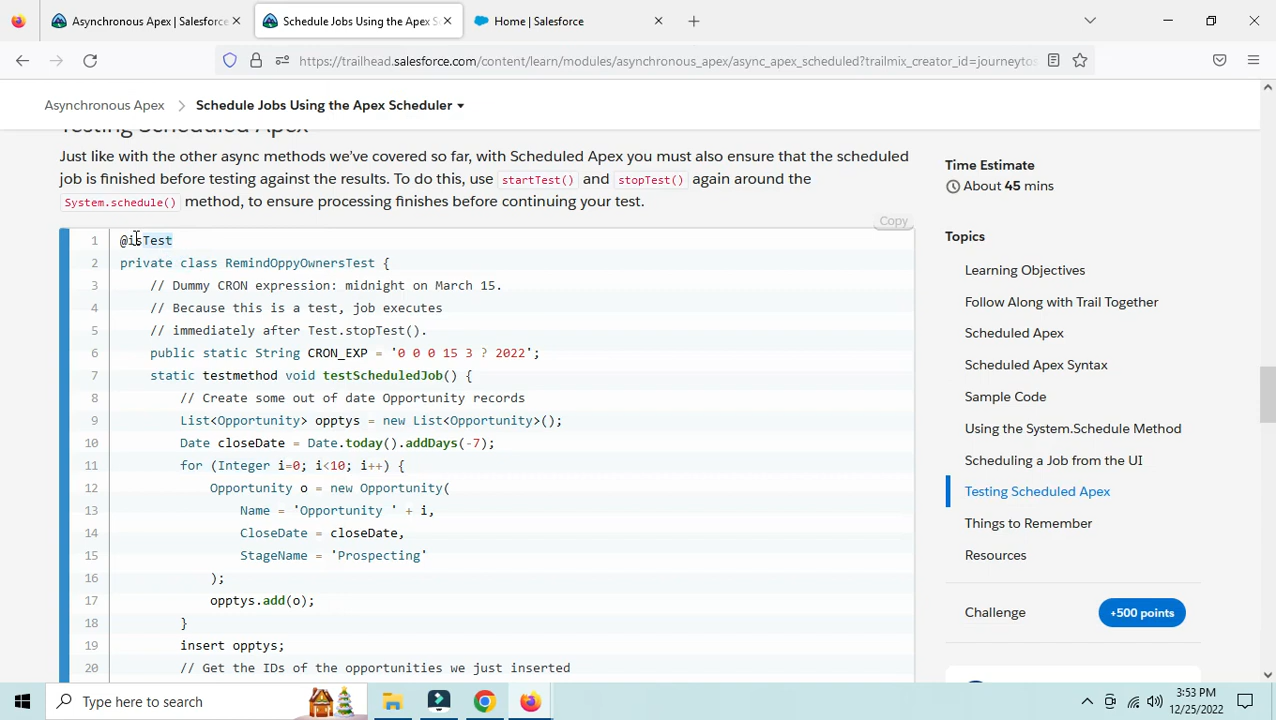 Asynchronous Apex | Salesforce
Schedule Jobs Using the Apex S
Home | Salesforce
https://trailhead.salesforce.com/content/learn/modules/asynchronous_apex/async_apex_scheduled?trailmix_creator_id=journeytos
Asynchronous Apex
Schedule Jobs Using the Apex Scheduler
Testing Scheduled Apex
Just like with the other async methods we've covered so far, with Scheduled Apex you must also ensure that the scheduled
job is finished before testing against the results. To do this, use startTest() and stopTest() again around the
System.schedule() method, to ensure processing finishes before continuing your test.
Copy
1 @isTest
2 private class RemindOppyOwnersTest {
3 // Dummy CRON expression: midnight on March 15.
4 // Because this is a test, job executes
5 // immediately after Test.stopTest().
6 public static String CRON_EXP = '0 0 0 15 3 ? 2022';
7 static testmethod void testScheduledJob() {
8 // Create some out of date Opportunity records
9 List<Opportunity> opptys = new List<Opportunity>();
10 Date closeDate = Date.today().addDays(-7);
11 for (Integer i=0; i<10; i++) {
12 Opportunity o = new Opportunity(
13 Name = 'Opportunity ' + i,
14 CloseDate = closeDate,
15 StageName = 'Prospecting'
16 );
17 opptys.add(o);
18 }
19 insert opptys;
20 // Get the IDs of the opportunities we just inserted
Time Estimate
About 45 mins
Topics
Learning Objectives
Follow Along with Trail Together
Scheduled Apex
Scheduled Apex Syntax
Sample Code
Using the System.Schedule Method
Scheduling a Job from the UI
Testing Scheduled Apex
Things to Remember
Resources
Challenge
+500 points
Type here to search
3:53 PM
12/25/2022